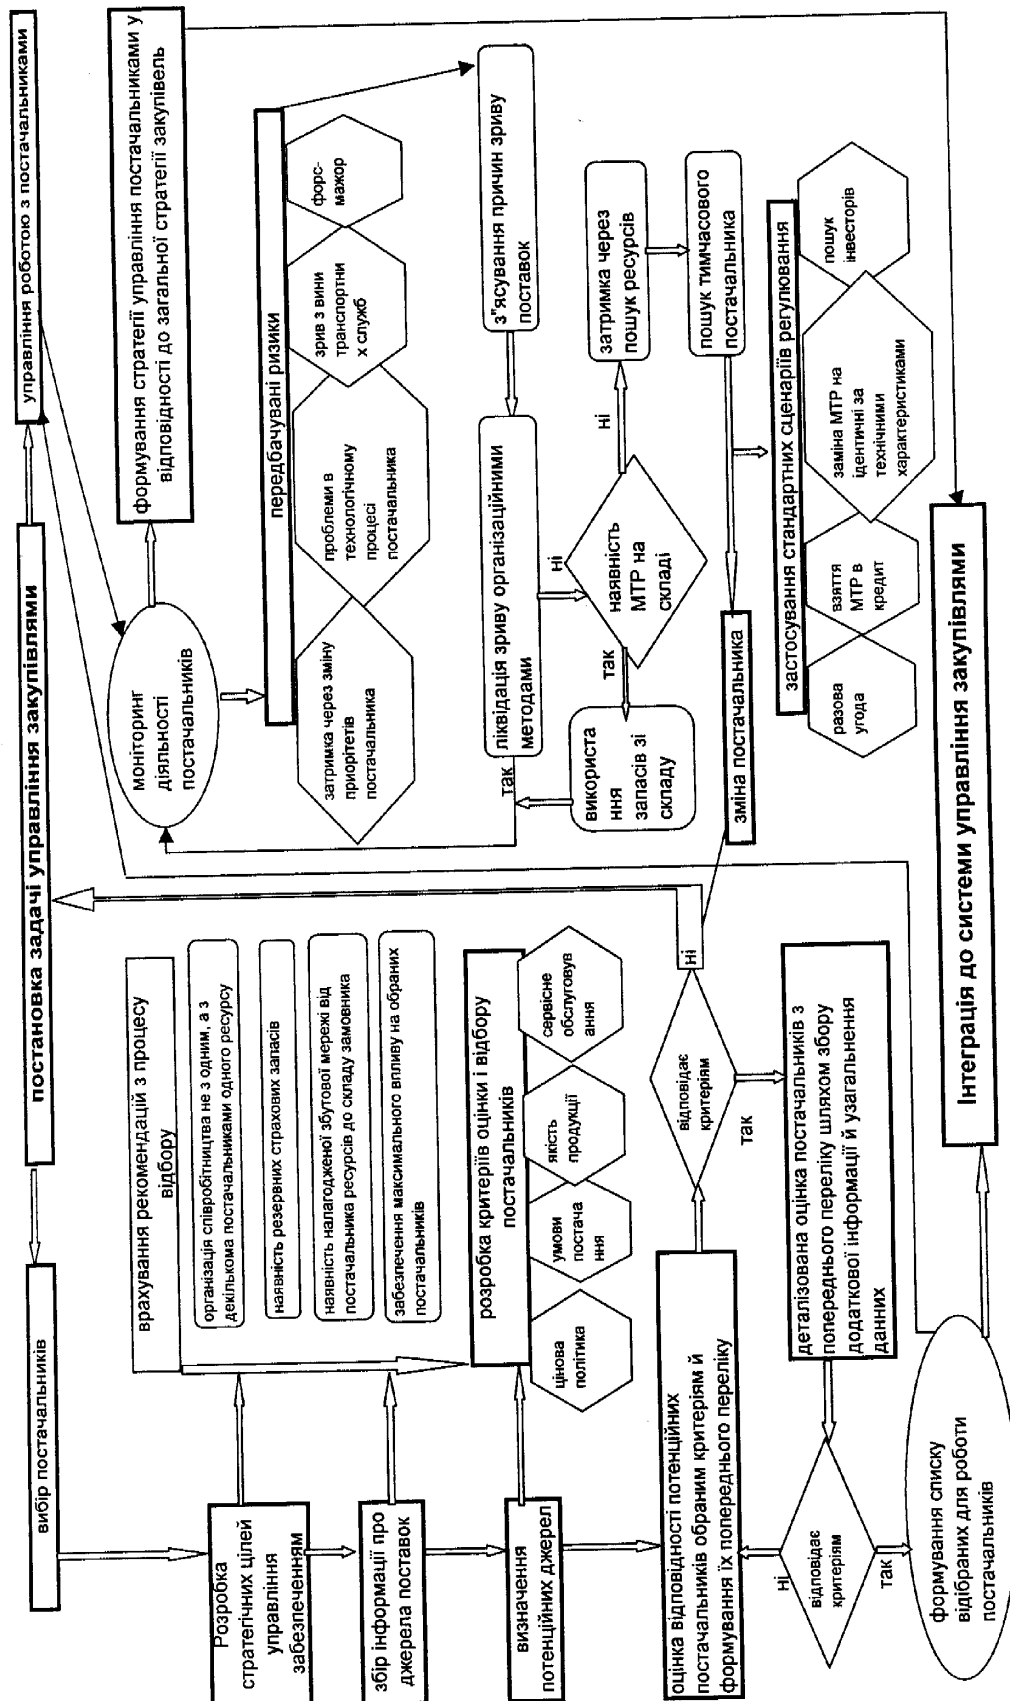 постановка задачі управління закупівлями
вибір постачальників
управління роботою з постачальниками
Розробка
стратегічних цілей
управління
забезпеченням
збір інформації про
джерела поставок
визначення
потенційних джерел
врахування рекомендацій з процесу
відбору
організація співробітництва не з одним, а з
декількома постачальниками одного ресурсу
наявність резервних страхових запасів
наявність налагодженої збутової мережі від
постачальника ресурсів до складу замовника
забезпечення максимального впливу на обраних
постачальників
розробка критеріїв оцінки і відбору
постачальників
цінова
політика
умови
постача
ння
якість
продукції
сервісне
обслуговув
ання
оцінка відповідності потенційних
постачальників обраним критеріям й
формування їх попереднього переліку
відповідає
критеріям
ні
так
деталізована оцінка постачальників з
попереднього переліку шляхом збору
додаткової інформації й узагальнення
данних
відповідає
критеріям
ні
так
формування списку
відібраних для роботи
постачальників
моніторинг
діяльності
постачальників
формування стратегії управління постачальниками у
відповідності до загальної стратегії закупівель
передбачувані ризики
затримка через зміну
приорітетів
постачальника
проблеми в
технологічному
процесі
постачальника
зрив з вини
транспортни
х служб
форс-
мажор
з"ясування причин зриву
поставок
ліквідація зриву організаційними
методами
так
ні
наявність
МТР на
складі
так
ні
використа
ння
запасів зі
складу
затримка через
пошук ресурсів
пошук тимчасового
постачальника
зміна постачальника
застосування стандартних сценаріїв регулювання
разова
угода
взяття
МТР в
кредит
заміна МТР на
ідентичні за
технічними
характеристиками
пошук
інвесторів
Інтеграція до системи управління закупівлями